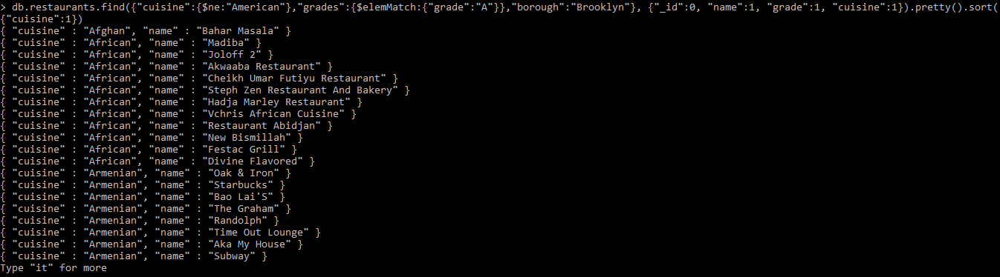 > db.restaurants.find({"cuisine":{$ne:"American"},"grades":{$elemMatch:{"grade":"A"}},"borough":"Brooklyn"}, {"_id":0, "name":1, "grade":1, "cuisine":1}).pretty().sort(
{"cuisine":1})
{ "cuisine" : "Afghan", "name" : "Bahar Masala" }
{ "cuisine" : "African", "name" : "Madiba" }
{ "cuisine" : "African", "name" : "Joloff 2" }
{ "cuisine" : "African", "name" : "Akwaaba Restaurant" }
{ "cuisine" : "African", "name" : "Cheikh Umar Futiyu Restaurant" }
{ "cuisine" : "African", "name" : "Steph Zen Restaurant And Bakery" }
{ "cuisine" : "African", "name" : "Hadja Marley Restaurant" }
{ "cuisine" : "African", "name" : "Vchris African Cuisine" }
{ "cuisine" : "African", "name" : "Restaurant Abidjan" }
{ "cuisine" : "African", "name" : "New Bismillah" }
{ "cuisine" : "African", "name" : "Festac Grill" }
{ "cuisine" : "African", "name" : "Divine Flavored" }
{ "cuisine" : "Armenian", "name" : "Oak & Iron" }
{ "cuisine" : "Armenian", "name" : "Starbucks" }
{ "cuisine" : "Armenian", "name" : "Bao Lai'S" }
{ "cuisine" : "Armenian", "name" : "The Graham" }
{ "cuisine" : "Armenian", "name" : "Randolph" }
{ "cuisine" : "Armenian", "name" : "Time Out Lounge" }
{ "cuisine" : "Armenian", "name" : "Aka My House" }
{ "cuisine" : "Armenian", "name" : "Subway" }
Type "it" for more